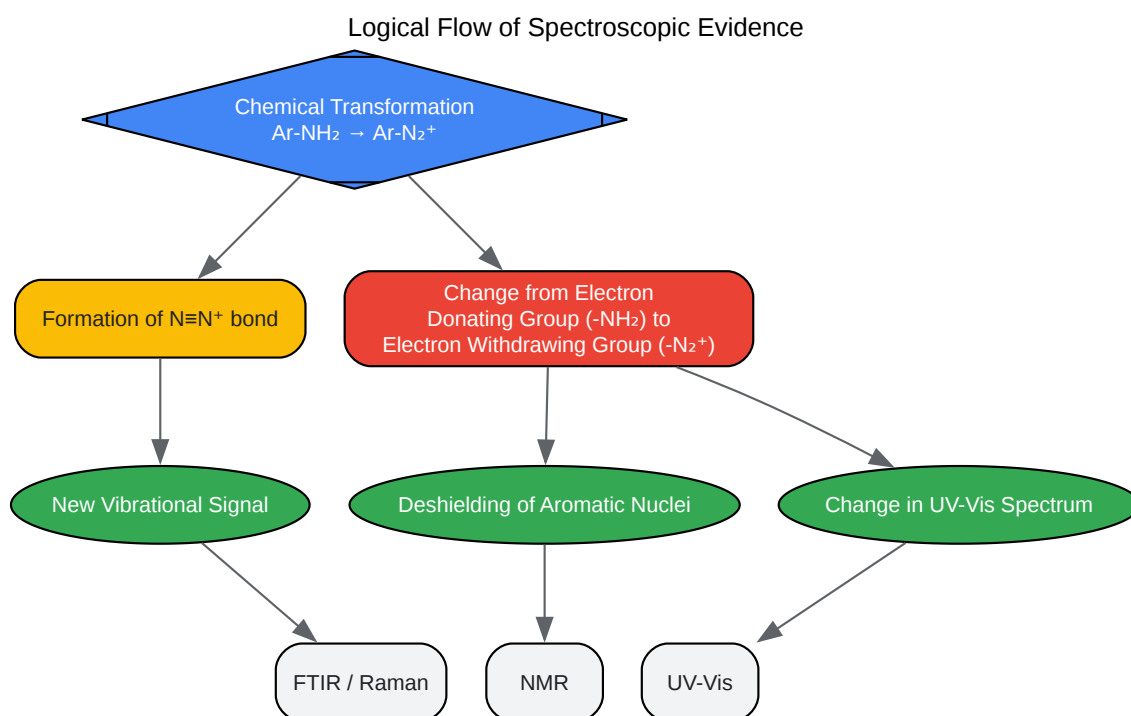 Logical Flow of Spectroscopic Evidence
Chemical Transformation
Ar-NH₂ → Ar-N₂⁺
Formation of N≡N⁺ bond
Change from Electron
Donating Group (-NH₂) to
Electron Withdrawing Group (-N₂⁺)
New Vibrational Signal
Deshielding of Aromatic Nuclei
Change in UV-Vis Spectrum
FTIR / Raman
NMR
UV-Vis